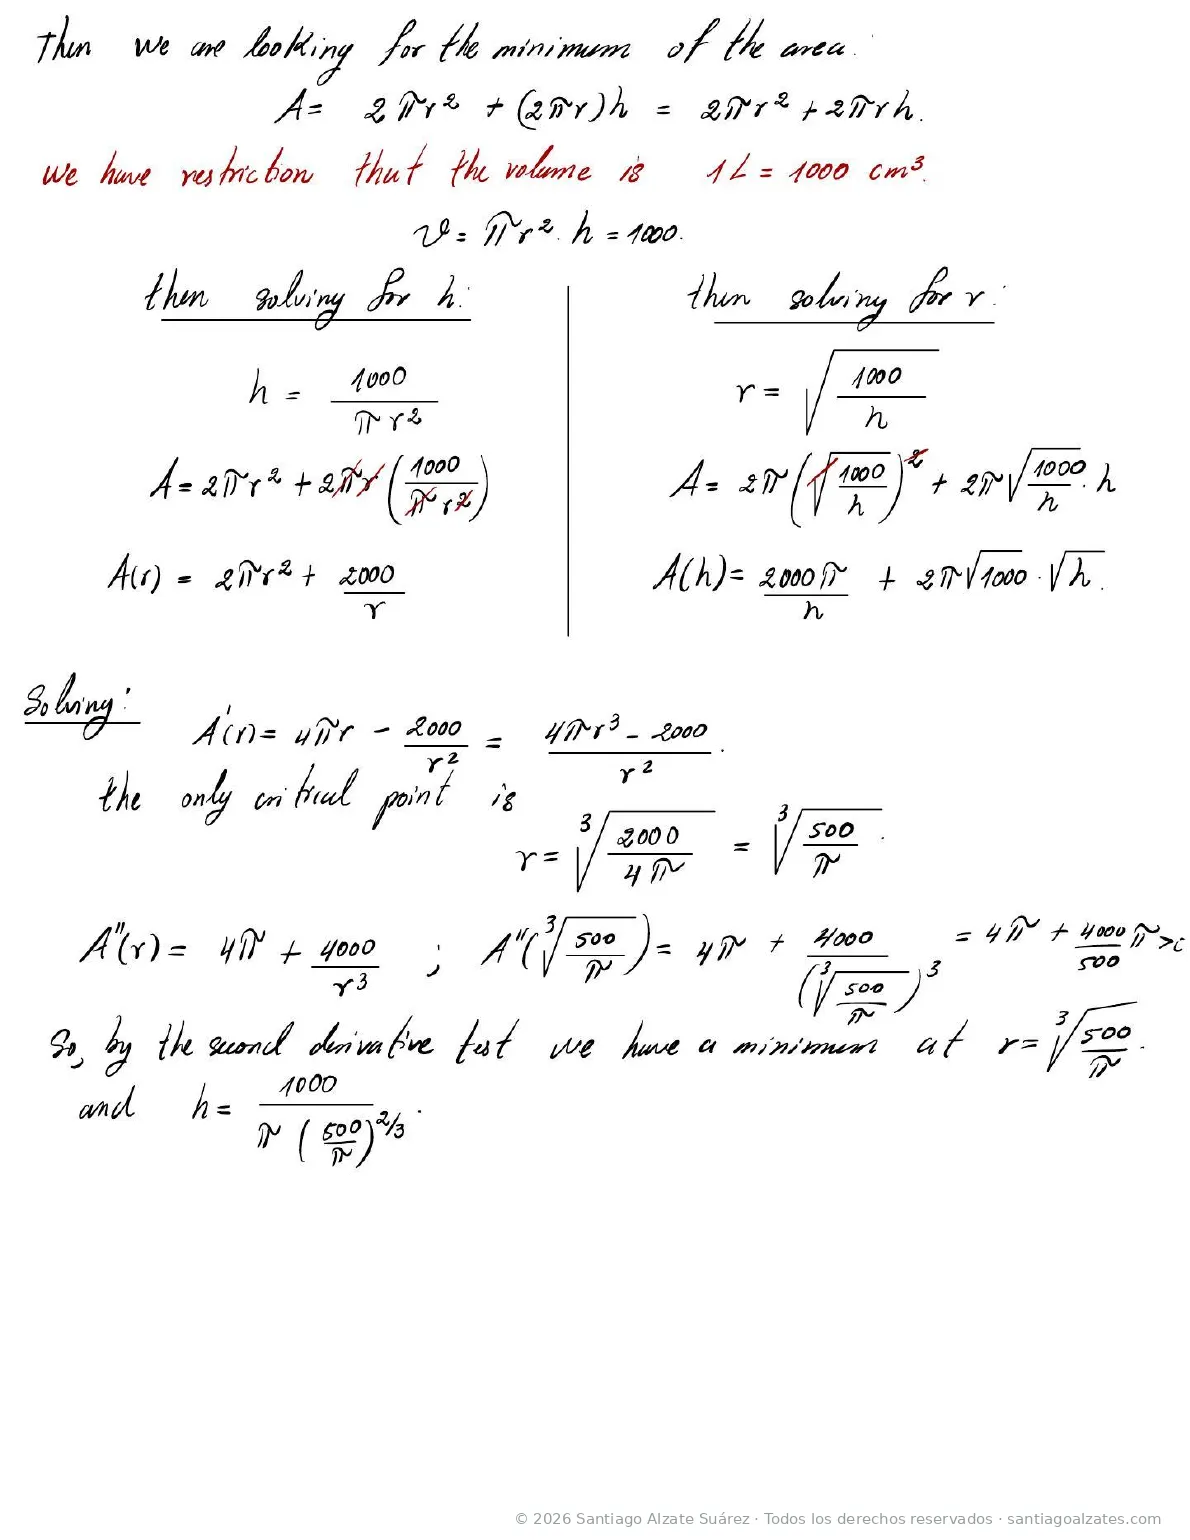 Then we are looking for the minimum of the area.
A = 2πr² + (2πr)h = 2πr² + 2πrh.
We have restriction that the volume is 1L = 1000 cm³.
V = πr² · h = 1000.
then solving for h:
h = 1000 / πr²
A = 2πr² + 2πr (1000 / πr²)
A(r) = 2πr² + 2000 / r
then solving for r:
r = √(1000 / h)
A = 2π(√(1000 / h))² + 2π√(1000 / h) · h
A(h) = 2000π / h + 2π√1000 · √h.
Solving:
A'(r) = 4πr - 2000 / r² = (4πr³ - 2000) / r².
the only critical point is
r = ∛(2000 / 4π) = ∛(500 / π).
A''(r) = 4π + 4000 / r³ ; A''(∛(500 / π)) = 4π + 4000 / (∛(500 / π))³ = 4π + (4000 / 500)π >
So, by the second derivative test we have a minimum at r = ∛(500 / π).
and h = 1000 / π(500 / π)^2/3.
© 2026 Santiago Alzate Suárez · Todos los derechos reservados · santiagoalzates.com